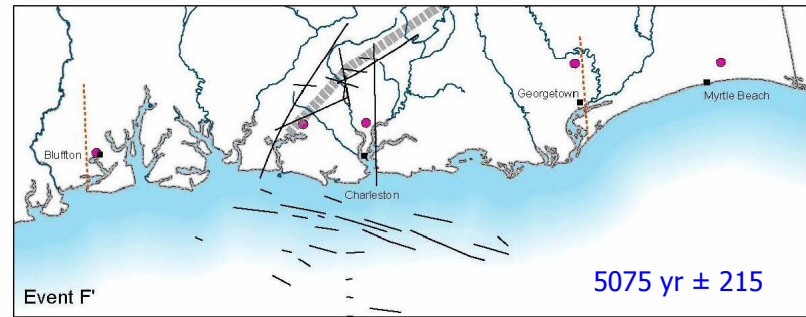 Georgetown
Myrtle Beach
Bluffton
Charleston
5075 yr ± 215
Event F'